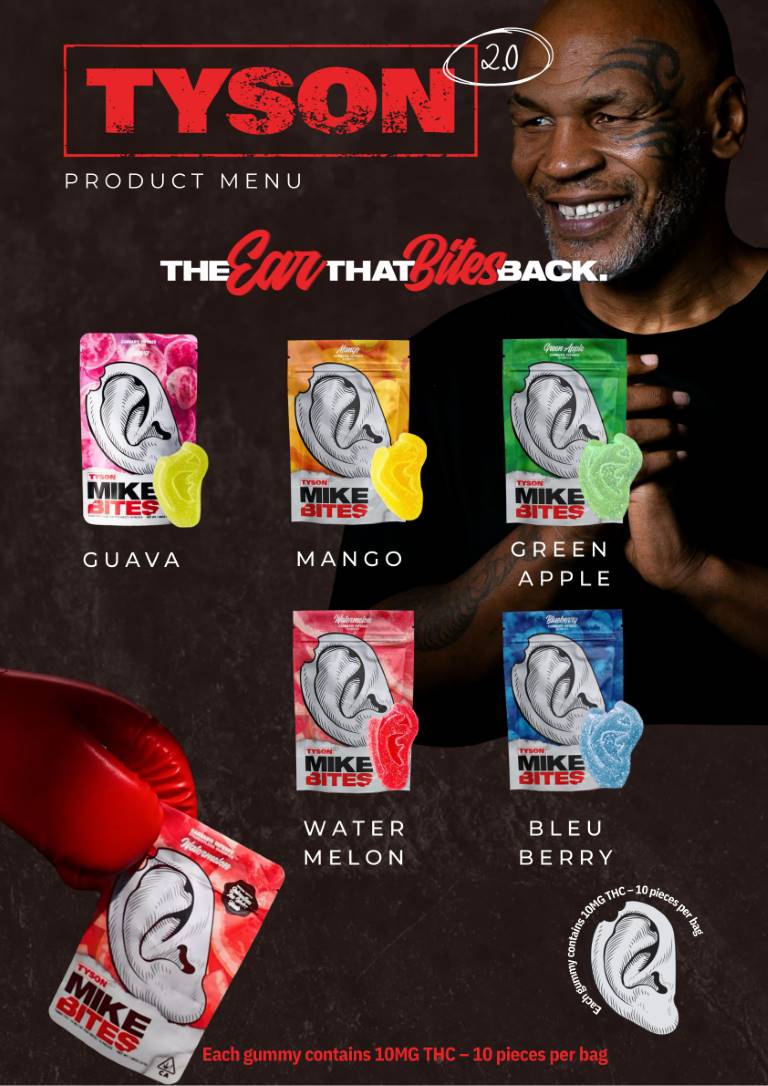 TYSON 2.0
PRODUCT MENU
THE Ear THAT Bites BACK.
Mango
Green Apple
TYSON
MIKE
BITES
TYSON
MIKE
BITES
TYSON
MIKE
BITES
GUAVA
MANGO
GREEN
APPLE
Watermelon
Blueberry
TYSON
MIKE
BITES
TYSON
MIKE
BITES
WATER
MELON
BLEU
BERRY
Watermelon
TYSON
MIKE
BITES
CA
Each gummy contains 10MG THC – 10 pieces per bag
Each gummy contains 10MG THC – 10 pieces per bag